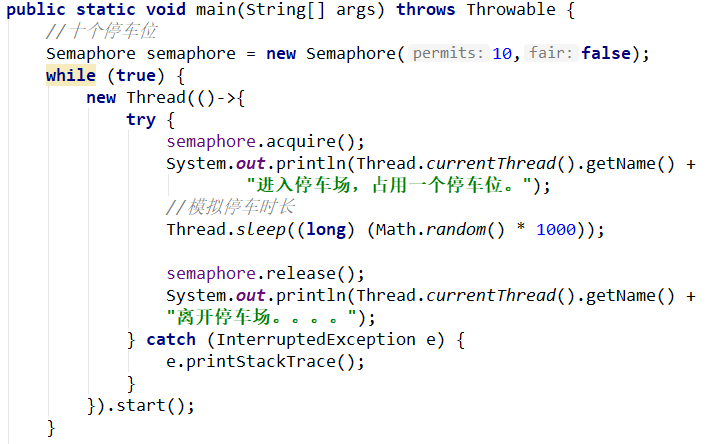 public static void main(String[] args) throws Throwable {
//十个停车位
Semaphore semaphore = new Semaphore( permits: 10, fair: false);
while (true) {
new Thread(()->{
try {
semaphore.acquire();
System.out.println(Thread.currentThread().getName() +
"进入停车场，占用一个停车位。");
//模拟停车时长
Thread.sleep((long) (Math.random() * 1000));
semaphore.release();
System.out.println(Thread.currentThread().getName() +
"离开停车场。。。。");
} catch (InterruptedException e) {
e.printStackTrace();
}
}).start();
}